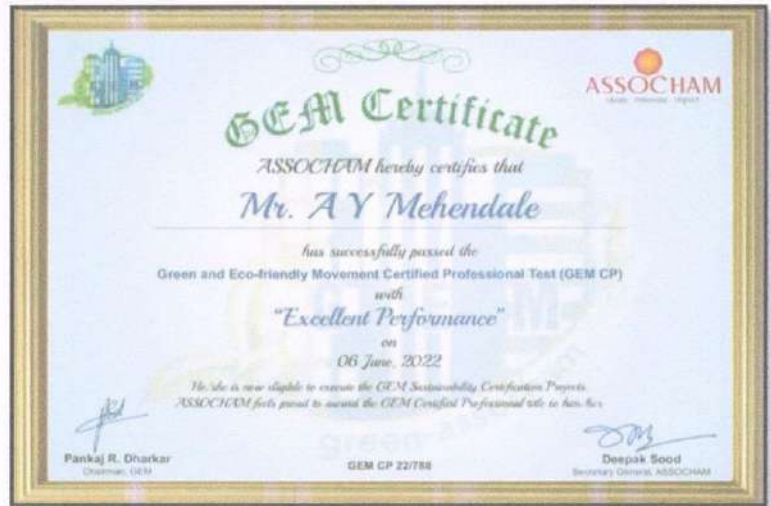 ASSOCHAM
GEM Certificate
ASSOCHAM hereby certifies that
Mr. A Y Mehendale
has successfully passed the
Green and Eco-friendly Movement Certified Professional Test (GEM CP)
with
"Excellent Performance"
on
06 June, 2022
He/she is now eligible to execute the GEM Sustainability Certification Projects.
ASSOCHAM feels proud to award the GEM Certified Professional title to him/her
Pankaj R. Dharkar
Chairman, GEM
GEM CP 22/788
Deepak Sood
Secretary General, ASSOCHAM